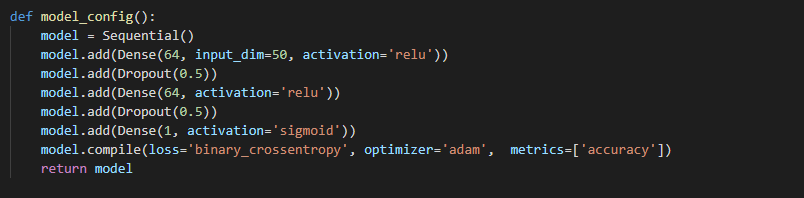 def model_config():
    model = Sequential()
    model.add(Dense(64, input_dim=50, activation='relu'))
    model.add(Dropout(0.5))
    model.add(Dense(64, activation='relu'))
    model.add(Dropout(0.5))
    model.add(Dense(1, activation='sigmoid'))
    model.compile(loss='binary_crossentropy', optimizer='adam',  metrics=['accuracy'])
    return model